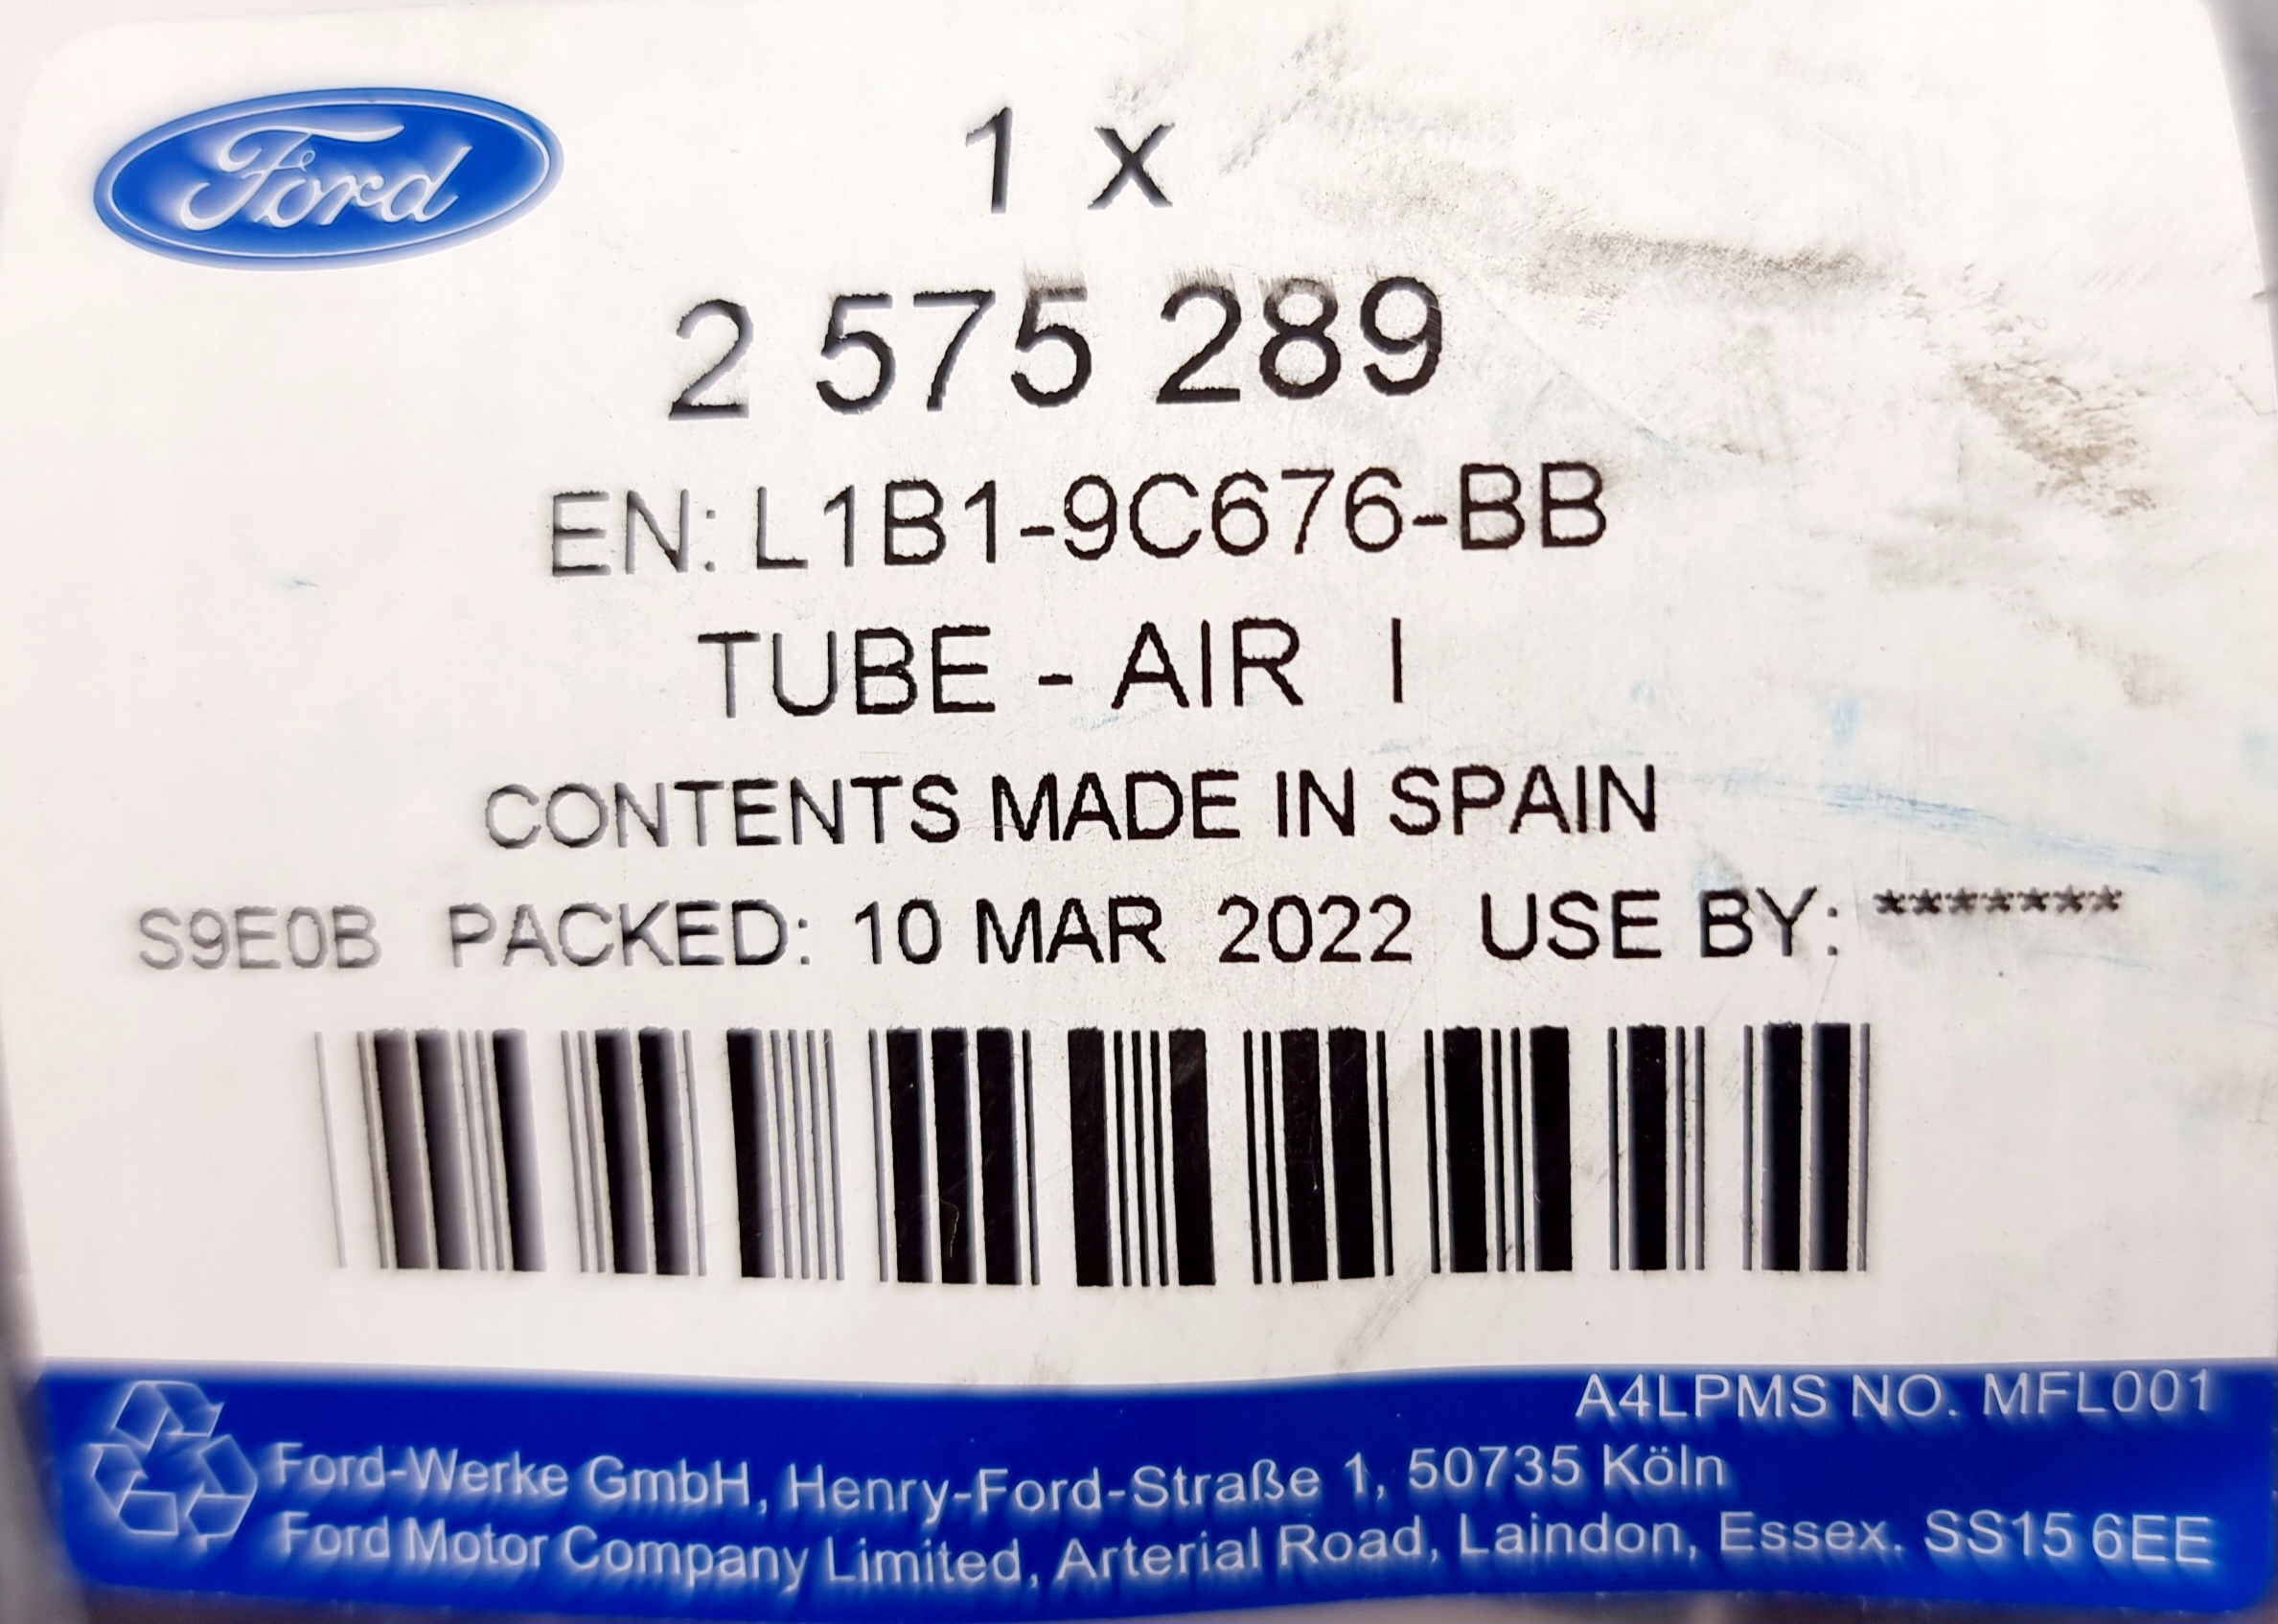 Ford
1 x
2 575 289
EN: L1B1-9C676-BB
TUBE - AIR I
CONTENTS MADE IN SPAIN
S9E0B PACKED: 10 MAR 2022 USE BY: *******
A4LPMS NO. MFL001
Ford-Werke GmbH, Henry-Ford-Straße 1, 50735 Köln
Ford Motor Company Limited, Arterial Road, Laindon, Essex. SS15 6EE